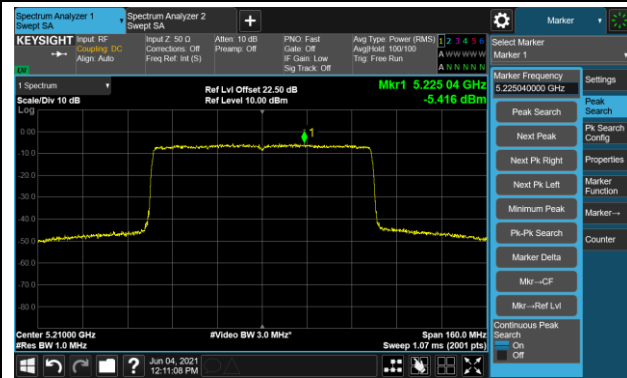 Spectrum Analyzer 1
Swept SA
Spectrum Analyzer 2
Swept SA
+
Marker
KEYSIGHT
Input: RF
Coupling: DC
Align: Auto
Input Z: 50 Ω
Corrections: Off
Freq Ref: Int (S)
Atten: 10 dB
Preamp: Off
PNO: Fast
Gate: Off
IF Gain: Low
Sig Track: Off
Avg Type: Power (RMS)
Avg|Hold: 100/100
Trig: Free Run
1 2 3 4 5 6
A W W W W W
A N N N N N
Select Marker
Marker 1
1 Spectrum
Scale/Div 10 dB
Log
Ref Lvl Offset 22.50 dB
Ref Level 10.00 dBm
Mkr1 5.225 04 GHz
-5.416 dBm
0.00
-10.0
-20.0
-30.0
-40.0
-50.0
-60.0
-70.0
-80.0
1
Center 5.21000 GHz
#Res BW 1.0 MHz
#Video BW 3.0 MHz*
Span 160.0 MHz
Sweep 1.07 ms (2001 pts)
Marker Frequency
5.225040000 GHz
Peak Search
Next Peak
Next Pk Right
Next Pk Left
Minimum Peak
Pk-Pk Search
Marker Delta
Mkr→CF
Mkr→Ref Lvl
Continuous Peak
Search
On
Off
Settings
Peak
Search
Pk Search
Config
Properties
Marker
Function
Marker→
Counter
?
Jun 04, 2021
12:11:08 PM